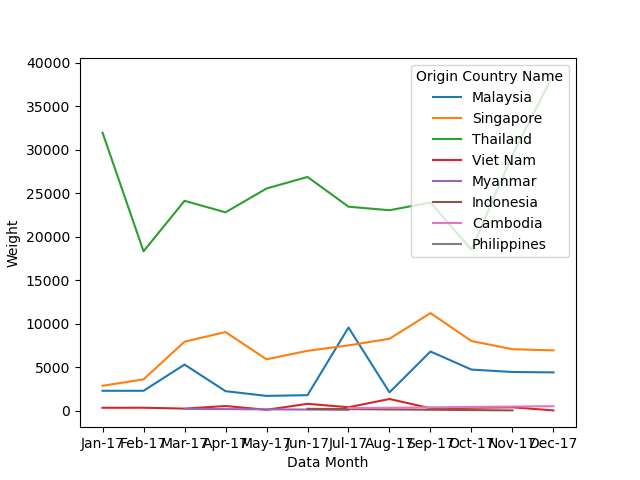 40000
35000
30000
25000
20000
15000
10000
5000
0
Weight
Origin Country Name
Malaysia
Singapore
Thailand
Viet Nam
Myanmar
Indonesia
Cambodia
Philippines
Jan-17 Feb-17 Mar-17 Apr-17 May-17 Jun-17 Jul-17 Aug-17 Sep-17 Oct-17 Nov-17 Dec-17
Data Month